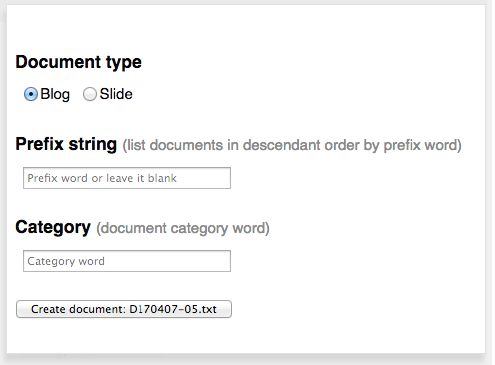 Document type
Blog Slide
Prefix string (list documents in descendant order by prefix word)
Prefix word or leave it blank
Category (document category word)
Category word
Create document: D170407-05.txt